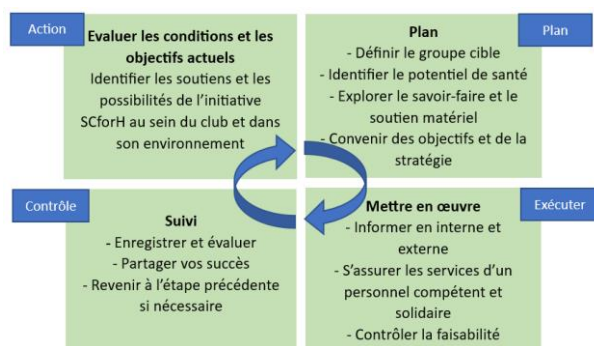 Action
Evaluer les conditions et les
objectifs actuels
Identifier les soutiens et les
possibilités de l'initiative
SCforH au sein du club et dans
son environnement
Plan
Plan
- Définir le groupe cible
- Identifier le potentiel de santé
- Explorer le savoir-faire et le
soutien matériel
- Convenir des objectifs et de la
stratégie
Contrôle
Suivi
- Enregistrer et évaluer
- Partager vos succès
- Revenir à l'étape précédente
si nécessaire
Exécuter
Mettre en œuvre
- Informer en interne et
externe
- S'assurer les services d'un
personnel compétent et
solidaire
- Contrôler la faisabilité